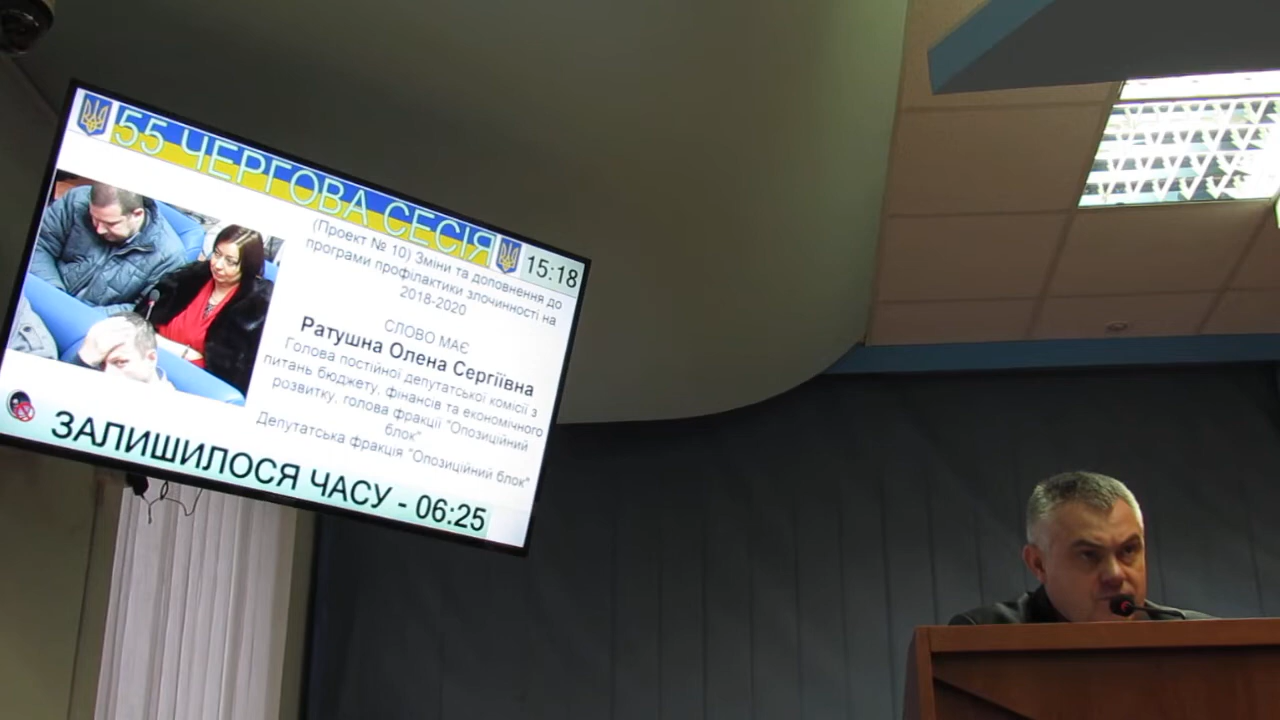 55 ЧЕРГОВА СЕСІЯ
15:18
(Проект № 10) Зміни та доповнення до
програми профілактики злочинності на
2018-2020
СЛОВО МАЄ
Ратушна Олена Сергіївна
Голова постійної депутатської комісії з
питань бюджету, фінансів та економічного
розвитку, голова фракції "Опозиційний
блок"
Депутатська фракція "Опозиційний блок"
ЗАЛИШИЛОСЯ ЧАСУ - 06:25